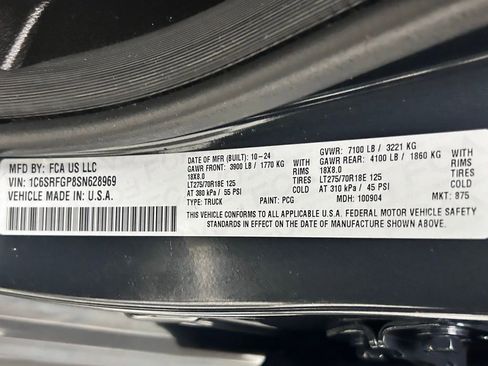 MFD BY: FCA US LLC
VIN: 1C6SRFGP8SN628969
VEHICLE MADE IN: U.S.A.
DATE OF MFR (BUILT): 10-24
GAWR FRONT: 3900 LB / 1770 KG WITH
18X8.0 RIMS
LT275/70R18E 125 TIRES
AT 380 kPa / 55 PSI COLD
TYPE: TRUCK PAINT: PCG
GVWR: 7100 LB / 3221 KG
GAWR REAR: 4100 LB / 1860 KG WITH
18X8.0 RIMS
LT275/70R18E 125 TIRES
AT 310 kPa / 45 PSI COLD
MDH: 100904 MKT: 875
THIS VEHICLE CONFORMS TO ALL APPLICABLE U.S.A. FEDERAL MOTOR VEHICLE SAFETY
STANDARDS IN EFFECT ON THE DATE OF MANUFACTURE SHOWN ABOVE.